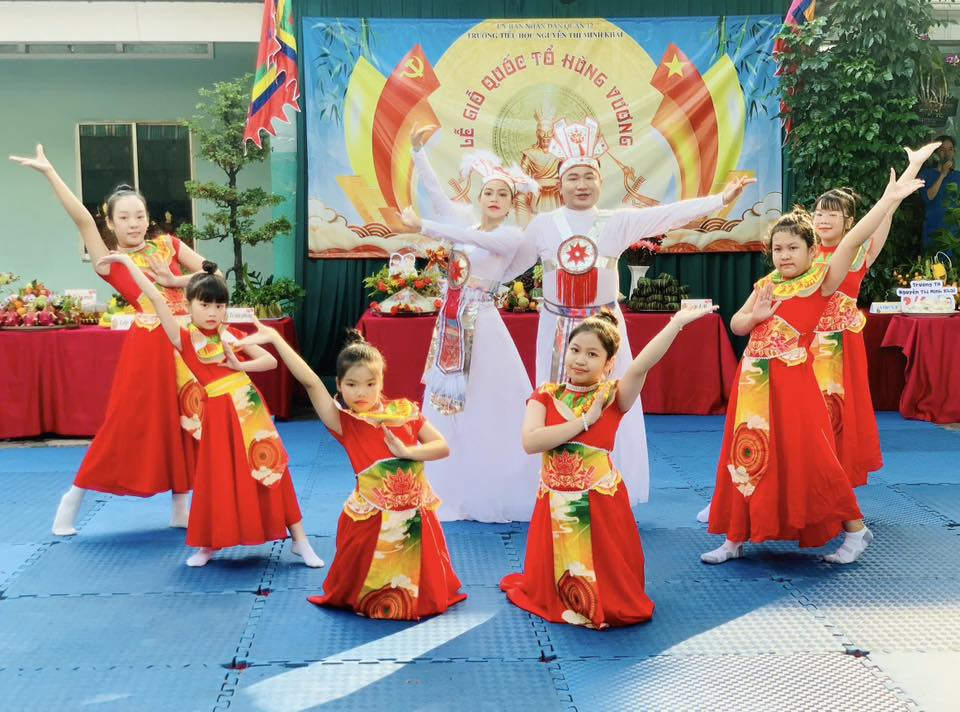 ỦY BAN NHÂN DÂN QUẬN 12
TRƯỜNG TIỂU HỌC NGUYỄN THỊ MINH KHAI
LỄ GIỖ QUỐC TỔ HÙNG VƯƠNG
Trường TH
Nguyễn Thị Minh Khai